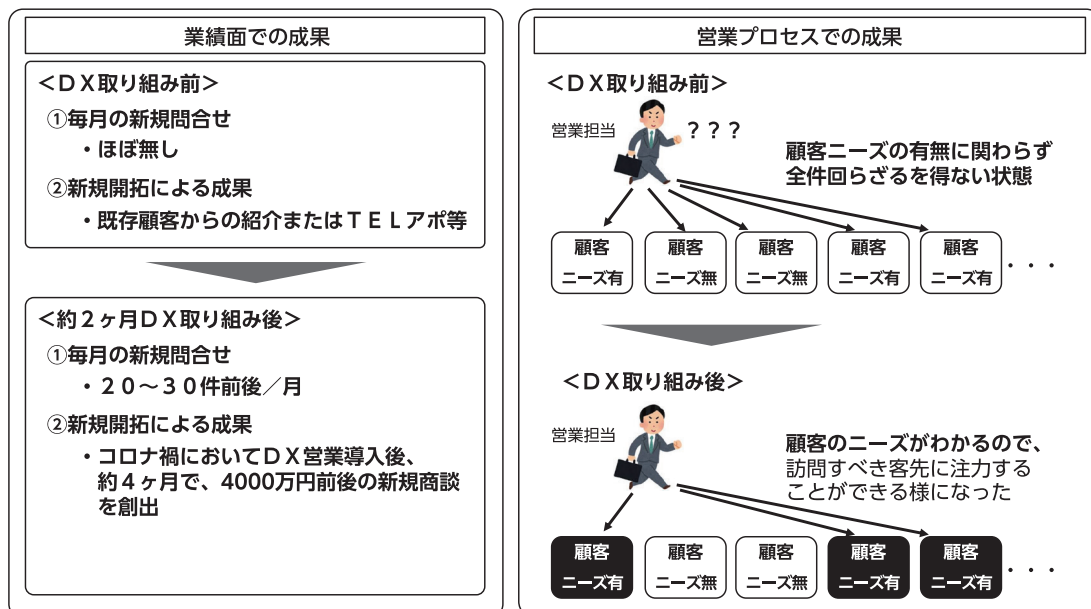 業績面での成果
<ＤＸ取り組み前>
①毎月の新規問合せ
・ほぼ無し
②新規開拓による成果
・既存顧客からの紹介またはＴＥＬアポ等
<約２ヶ月ＤＸ取り組み後>
①毎月の新規問合せ
・２０～３０件前後／月
②新規開拓による成果
・コロナ禍においてＤＸ営業導入後、
約４ヶ月で、4000万円前後の新規商談
を創出
営業プロセスでの成果
<ＤＸ取り組み前>
営業担当
？？？
顧客ニーズの有無に関わらず
全件回らざるを得ない状態
顧客
ニーズ有
顧客
ニーズ無
顧客
ニーズ無
顧客
ニーズ有
顧客
ニーズ有
・・・
<ＤＸ取り組み後>
営業担当
顧客のニーズがわかるので、
訪問すべき客先に注力する
ことができる様になった
顧客
ニーズ有
顧客
ニーズ無
顧客
ニーズ無
顧客
ニーズ有
顧客
ニーズ有
・・・